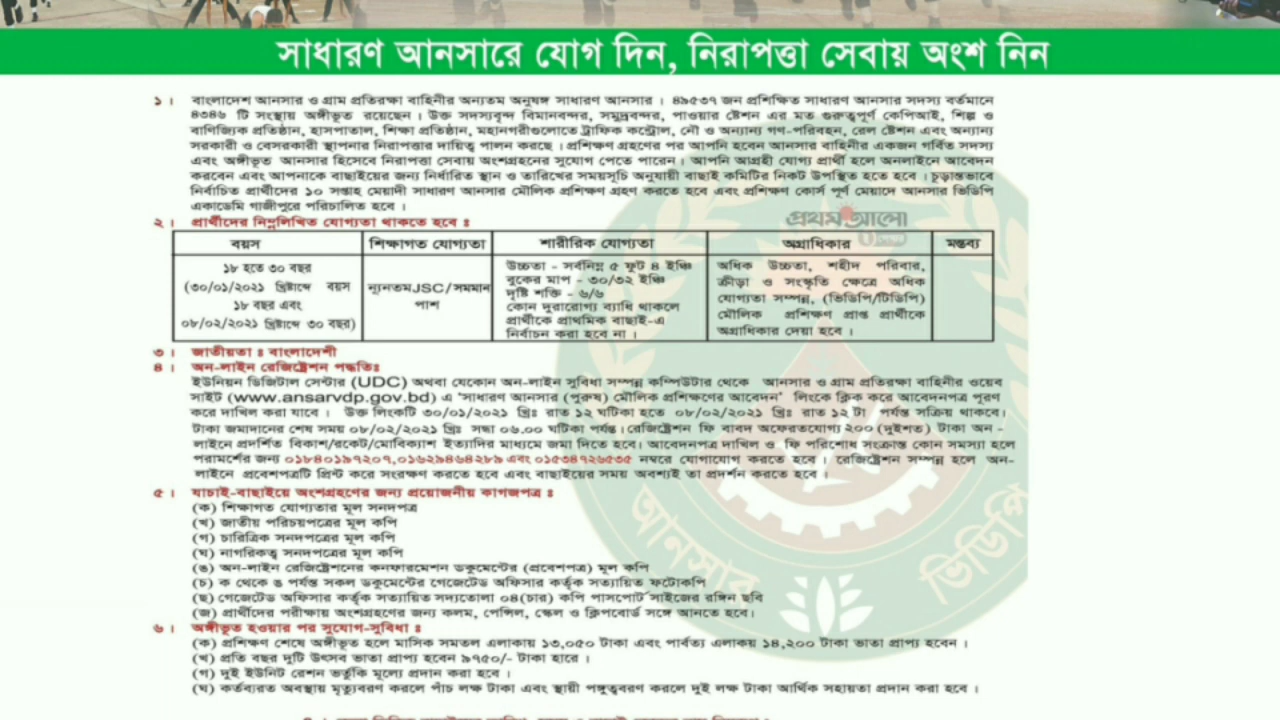 সাধারণ আনসারে যোগ দিন, নিরাপত্তা সেবায় অংশ নিন
১। বাংলাদেশ আনসার ও গ্রাম প্রতিরক্ষা বাহিনীর অন্যতম অনুষঙ্গ সাধারণ আনসার। ৪৯৫৩৭ জন প্রশিক্ষিত সাধারণ আনসার সদস্য বর্তমানে
৪৩৪৬ টি সংস্থায় অঙ্গীভূত রয়েছেন। উক্ত সদস্যবৃন্দ বিমানবন্দর, সমুদ্রবন্দর, পাওয়ার ষ্টেশন এর মত গুরুত্বপূর্ণ কেপিআই, শিল্প ও
বাণিজ্যিক প্রতিষ্ঠান, হাসপাতাল, শিক্ষা প্রতিষ্ঠান, মহানগরীগুলোতে ট্রাফিক কন্ট্রোল, নৌ ও অন্যান্য গণ-পরিবহন, রেল ষ্টেশন এবং অন্যান্য
সরকারী ও বেসরকারী স্থাপনার নিরাপত্তার দায়িত্ব পালন করছে। প্রশিক্ষণ গ্রহণের পর আপনি হবেন আনসার বাহিনীর একজন গর্বিত সদস্য
এবং অঙ্গীভূত আনসার হিসেবে নিরাপত্তা সেবায় অংশগ্রহনের সুযোগ পেতে পারেন। আপনি আগ্রহী যোগ্য প্রার্থী হলে অনলাইনে আবেদন
করবেন এবং আপনাকে বাছাইয়ের জন্য নির্ধারিত স্থান ও তারিখের সময়সূচি অনুযায়ী বাছাই কমিটির নিকট উপস্থিত হতে হবে। চূড়ান্তভাবে
নির্বাচিত প্রার্থীদের ১০ সপ্তাহ মেয়াদী সাধারণ আনসার মৌলিক প্রশিক্ষণ গ্রহণ করতে হবে এবং প্রশিক্ষণ কোর্স পূর্ণ মেয়াদে আনসার ভিডিপি
একাডেমি গাজীপুরে পরিচালিত হবে।
২। প্রার্থীদের নিম্নলিখিত যোগ্যতা থাকতে হবে ঃ
প্রথম আলো
বয়স শিক্ষাগত যোগ্যতা শারীরিক যোগ্যতা অগ্রাধিকার মন্তব্য
১৮ হতে ৩০ বছর
(৩০/০১/২০২১ খ্রিষ্টাব্দে বয়স
১৮ বছর এবং
০৮/০২/২০২১ খ্রিষ্টাব্দে ৩০ বছর)
ন্যূনতমJSC/সমমান
পাশ
উচ্চতা - সর্বনিম্ন ৫ ফুট ৪ ইঞ্চি
বুকের মাপ - ৩০/৩২ ইঞ্চি
দৃষ্টি শক্তি - ৬/৬
কোন দুরারোগ্য ব্যাধি থাকলে
প্রার্থীকে প্রাথমিক বাছাই-এ
নির্বাচন করা হবে না।
অধিক উচ্চতা, শহীদ পরিবার,
ক্রীড়া ও সংস্কৃতি ক্ষেত্রে অধিক
যোগ্যতা সম্পন্ন, (ভিডিপি/টিডিপি)
মৌলিক প্রশিক্ষণ প্রাপ্ত প্রার্থীকে
অগ্রাধিকার দেয়া হবে।
৩। জাতীয়তা ঃ বাংলাদেশী
৪। অন-লাইন রেজিষ্ট্রেশন পদ্ধতিঃ
ইউনিয়ন ডিজিটাল সেন্টার (UDC) অথবা যেকোন অন-লাইন সুবিধা সম্পন্ন কম্পিউটার থেকে আনসার ও গ্রাম প্রতিরক্ষা বাহিনীর ওয়েব
সাইট (www.ansarvdp.gov.bd) এ 'সাধারণ আনসার (পুরুষ) মৌলিক প্রশিক্ষণের আবেদন' লিংকে ক্লিক করে আবেদনপত্র পূরণ
করে দাখিল করা যাবে। উক্ত লিংকটি ৩০/০১/২০২১ খ্রিঃ রাত ১২ ঘটিকা হতে ০৮/০২/২০২১ খ্রিঃ রাত ১২ টা পর্যন্ত সক্রিয় থাকবে।
টাকা জমাদানের শেষ সময় ০৮/০২/২০২১ খ্রিঃ সন্ধা ০৬.০০ ঘটিকা পর্যন্ত। রেজিষ্ট্রেশন ফি বাবদ অফেরতযোগ্য ২০০ (দুইশত) টাকা অন -
লাইনে প্রদর্শিত বিকাশ/রকেট/মোবিক্যাশ ইত্যাদির মাধ্যমে জমা দিতে হবে। আবেদনপত্র দাখিল ও ফি পরিশোধ সংক্রান্ত কোন সমস্যা হলে
পরামর্শের জন্য ০১৮৪০১৯৭২০৭,০১৬২৯৪৬৪২৮৯ এবং ০১৫৩৪৭২৬৫৩৫ নম্বরে যোগাযোগ করতে হবে। রেজিষ্ট্রেশন সম্পন্ন হলে অন-
লাইনে প্রবেশপত্রটি প্রিন্ট করে সংরক্ষণ করতে হবে এবং বাছাইয়ের সময় অবশ্যই তা প্রদর্শন করতে হবে।
৫। যাচাই-বাছাইয়ে অংশগ্রহণের জন্য প্রয়োজনীয় কাগজপত্র ঃ
(ক) শিক্ষাগত যোগ্যতার মূল সনদপত্র
(খ) জাতীয় পরিচয়পত্রের মূল কপি
(গ) চারিত্রিক সনদপত্রের মূল কপি
(ঘ) নাগরিকত্ব সনদপত্রের মূল কপি
(ঙ) অন-লাইন রেজিষ্ট্রেশনের কনফারমেশন ডকুমেন্টের (প্রবেশপত্র) মূল কপি
(চ) ক থেকে ঙ পর্যন্ত সকল ডকুমেন্টের গেজেটেড অফিসার কর্তৃক সত্যায়িত ফটোকপি
(ছ) গেজেটেড অফিসার কর্তৃক সত্যায়িত সদ্যতোলা ০৪(চার) কপি পাসপোর্ট সাইজের রঙ্গিন ছবি
(জ) প্রার্থীদের পরীক্ষায় অংশগ্রহণের জন্য কলম, পেন্সিল, স্কেল ও ক্লিপবোর্ড সঙ্গে আনতে হবে।
৬। অঙ্গীভূত হওয়ার পর সুযোগ-সুবিধা ঃ
(ক) প্রশিক্ষণ শেষে অঙ্গীভূত হলে মাসিক সমতল এলাকায় ১৩,০৫০ টাকা এবং পার্বত্য এলাকায় ১৪,২০০ টাকা ভাতা প্রাপ্য হবেন।
(খ) প্রতি বছর দুটি উৎসব ভাতা প্রাপ্য হবেন ৯৭৫০/- টাকা হারে।
(গ) দুই ইউনিট রেশন ভর্তুকি মূল্যে প্রদান করা হবে।
(ঘ) কর্তব্যরত অবস্থায় মৃত্যুবরণ করলে পাঁচ লক্ষ টাকা এবং স্থায়ী পঙ্গুত্ববরণ করলে দুই লক্ষ টাকা আর্থিক সহায়তা প্রদান করা হবে।
আনসার
ভিডিপি